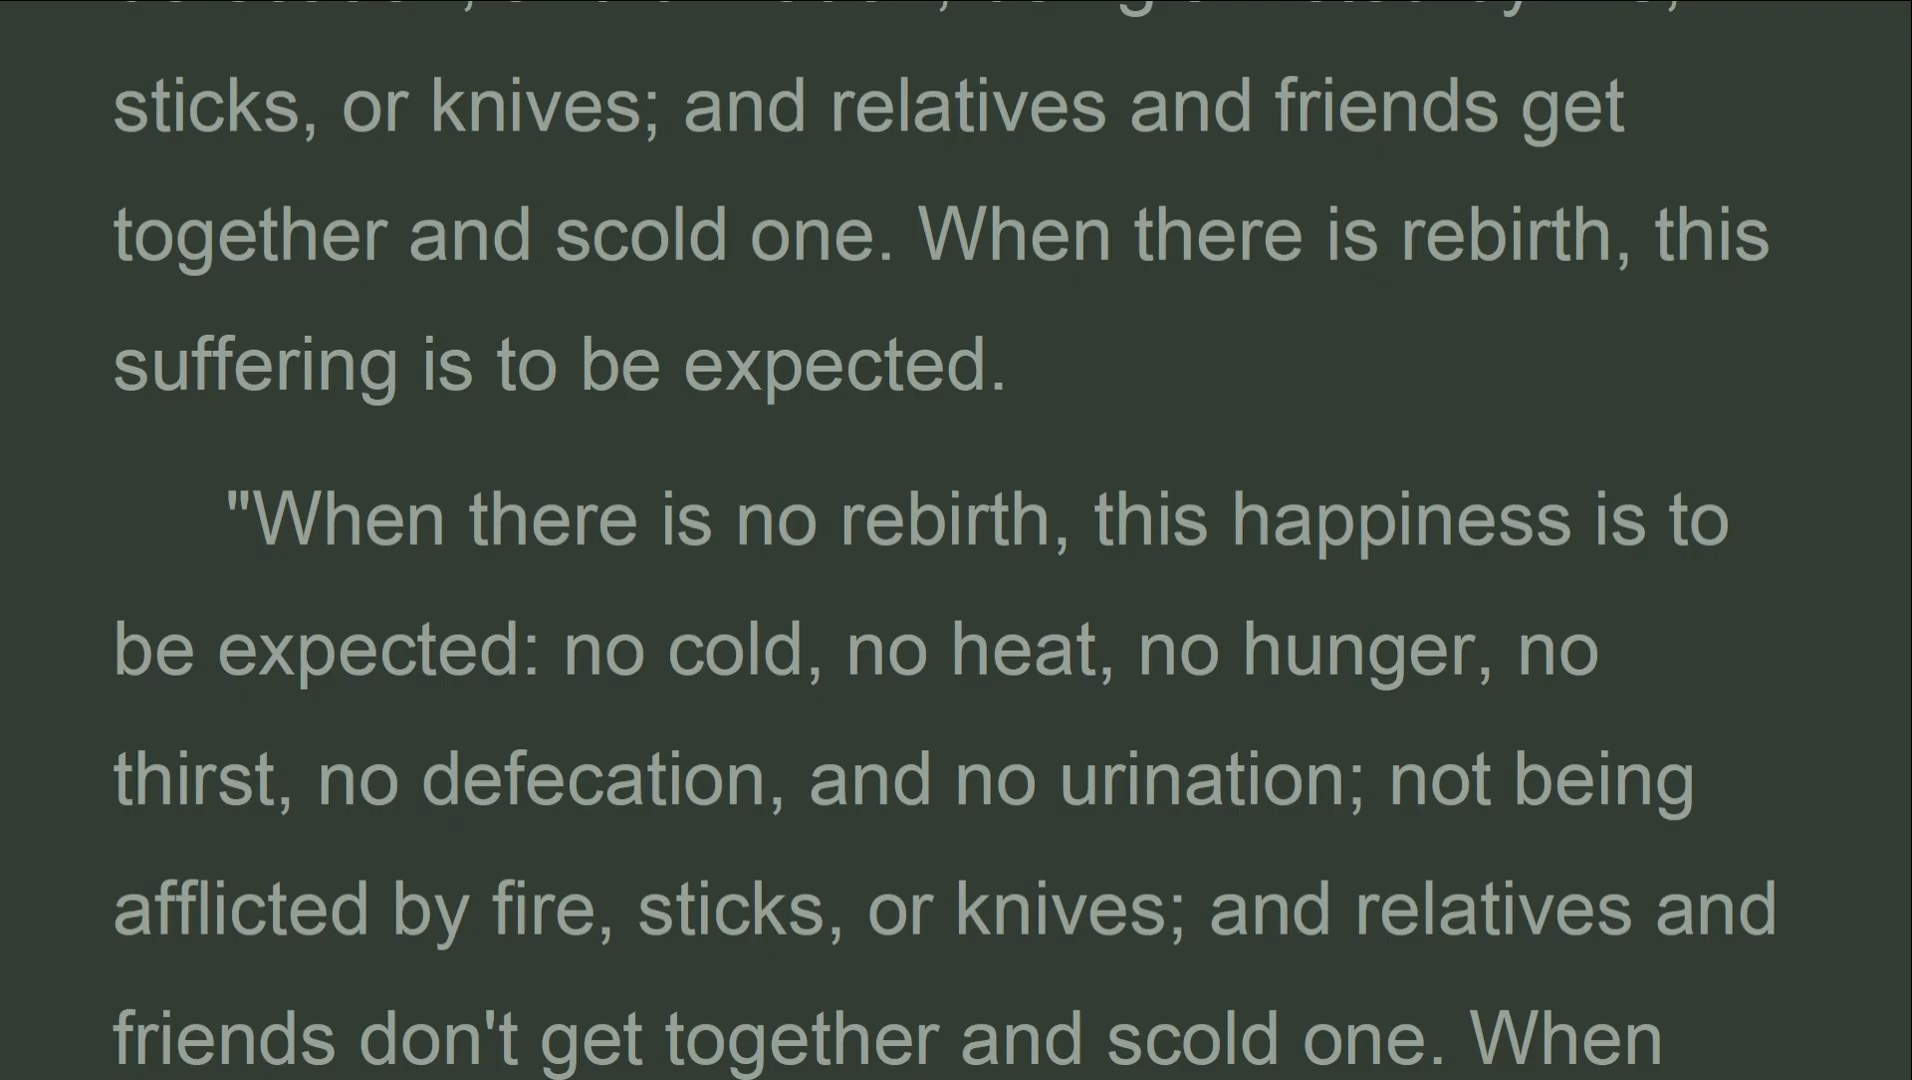 sticks, or knives; and relatives and friends get
together and scold one. When there is rebirth, this
suffering is to be expected.
"When there is no rebirth, this happiness is to
be expected: no cold, no heat, no hunger, no
thirst, no defecation, and no urination; not being
afflicted by fire, sticks, or knives; and relatives and
friends don't get together and scold one. When